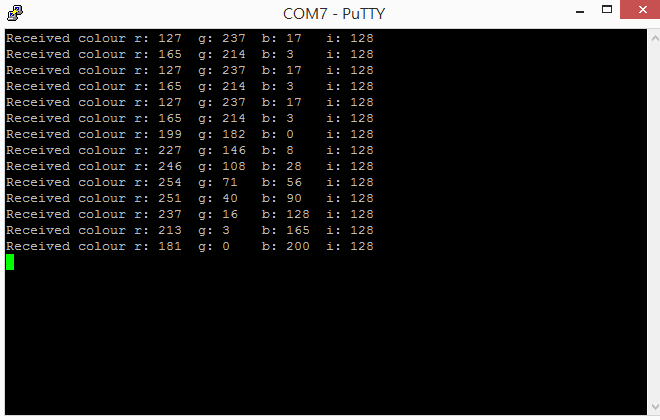 COM7 - PuTTY
Received colour r: 127  g: 237  b: 17   i: 128
Received colour r: 165  g: 214  b: 3    i: 128
Received colour r: 127  g: 237  b: 17   i: 128
Received colour r: 165  g: 214  b: 3    i: 128
Received colour r: 127  g: 237  b: 17   i: 128
Received colour r: 165  g: 214  b: 3    i: 128
Received colour r: 199  g: 182  b: 0    i: 128
Received colour r: 227  g: 146  b: 8    i: 128
Received colour r: 246  g: 108  b: 28   i: 128
Received colour r: 254  g: 71   b: 56   i: 128
Received colour r: 251  g: 40   b: 90   i: 128
Received colour r: 237  g: 16   b: 128  i: 128
Received colour r: 213  g: 3    b: 165  i: 128
Received colour r: 181  g: 0    b: 200  i: 128